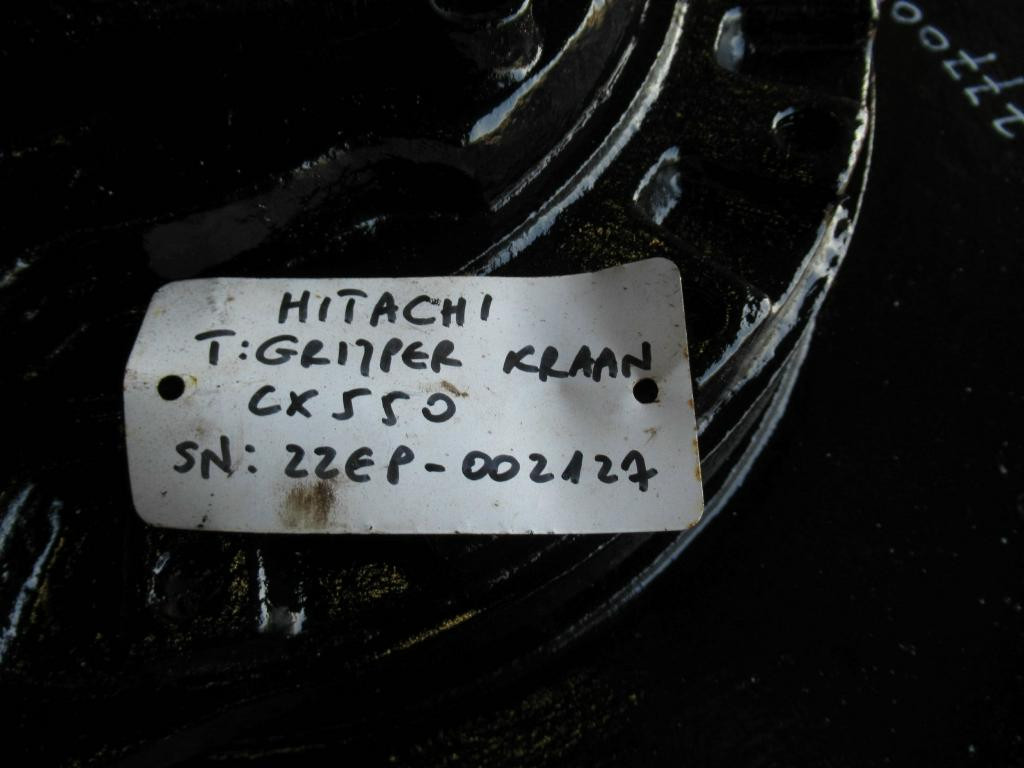 HITACHI
T: GRIJPER KRAAN
CX550
SN: 22EP-002127